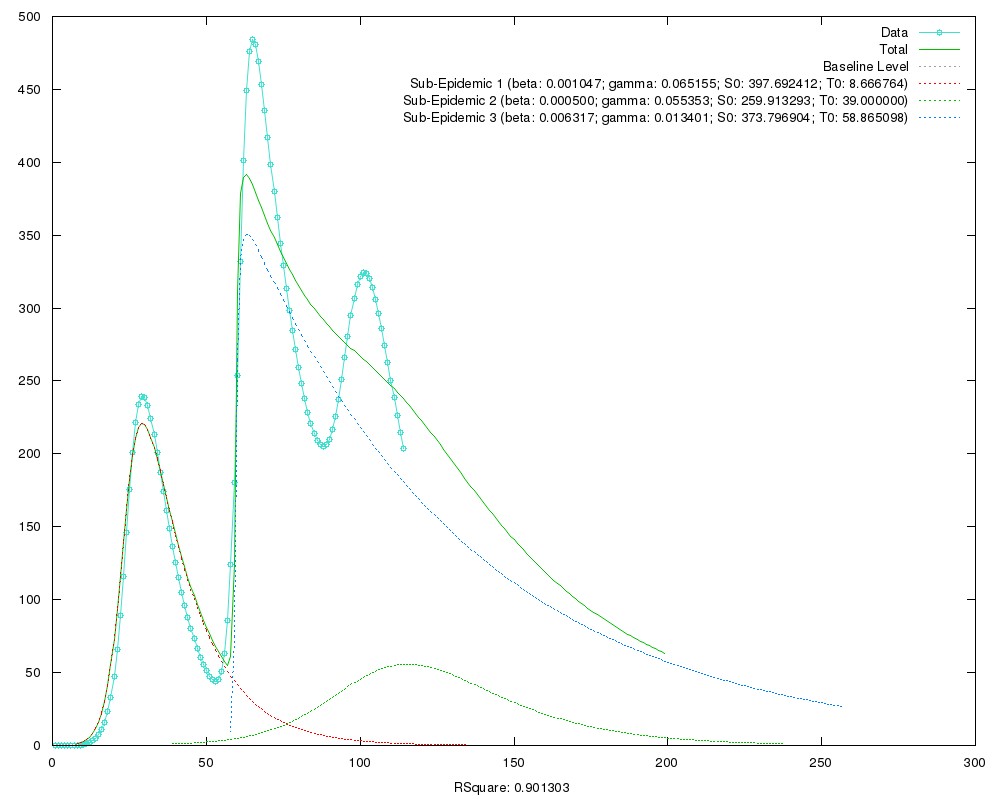 500
450
400
350
300
250
200
150
100
50
0
0 50 100 150 200 250 300
Data
Total
Baseline Level
Sub-Epidemic 1 (beta: 0.001047; gamma: 0.065155; S0: 397.692412; T0: 8.666764)
Sub-Epidemic 2 (beta: 0.000500; gamma: 0.055353; S0: 259.913293; T0: 39.000000)
Sub-Epidemic 3 (beta: 0.006317; gamma: 0.013401; S0: 373.796904; T0: 58.865098)
RSquare: 0.901303